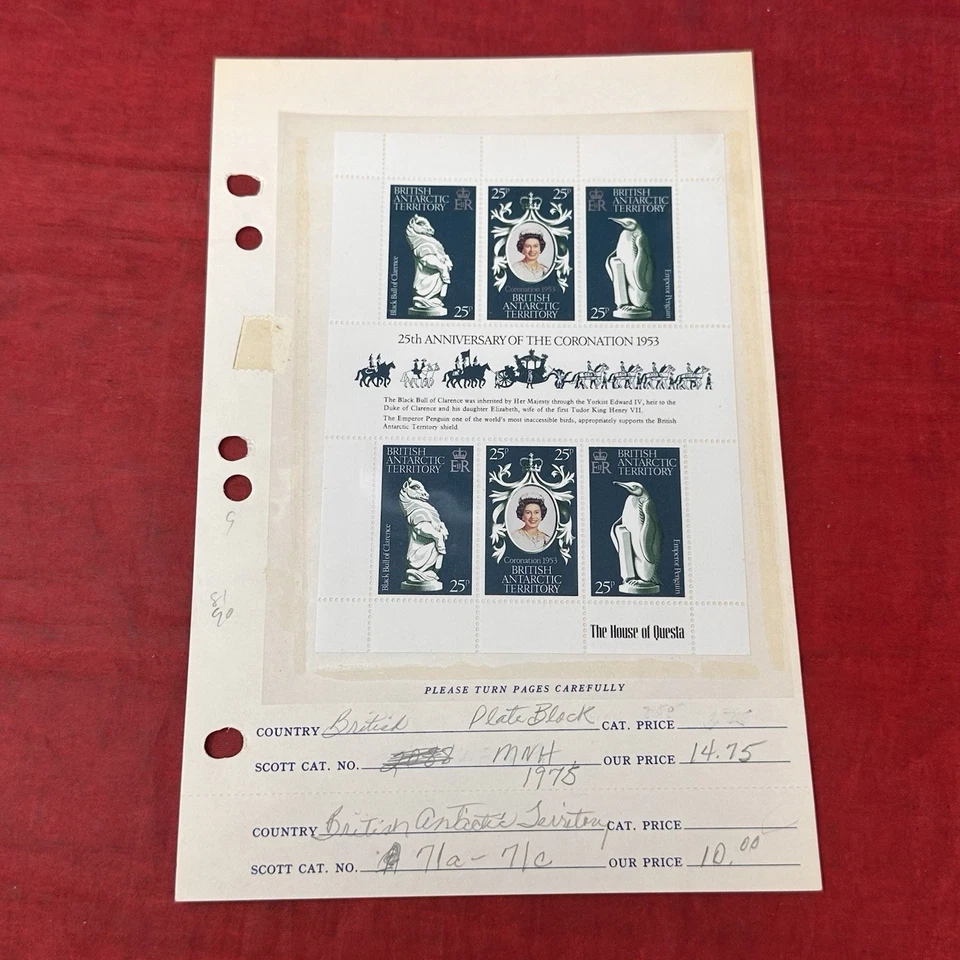 BRITISH ANTARCTIC TERRITORY
E II R
Black Bull of Clarence
25P
25P 25P
Coronation 1953
BRITISH ANTARCTIC TERRITORY
E II R
BRITISH ANTARCTIC TERRITORY
Emperor Penguin
25P
25th ANNIVERSARY OF THE CORONATION 1953
The Black Bull of Clarence was inherited by Her Majesty through the Yorkist Edward IV, heir to the
Duke of Clarence and his daughter Elizabeth, wife of the first Tudor King Henry VII.
The Emperor Penguin one of the world's most inaccessible birds, appropriately supports the British
Antarctic Territory shield.
BRITISH ANTARCTIC TERRITORY
E II R
Black Bull of Clarence
25P
25P 25P
Coronation 1953
BRITISH ANTARCTIC TERRITORY
E II R
BRITISH ANTARCTIC TERRITORY
Emperor Penguin
25P
The House of Questa
PLEASE TURN PAGES CAREFULLY
COUNTRY British Plate Block CAT. PRICE
SCOTT CAT. NO. MNH OUR PRICE 14.75
1978
COUNTRY British Antarctic Territory CAT. PRICE
SCOTT CAT. NO. 71a - 71c OUR PRICE 10.00